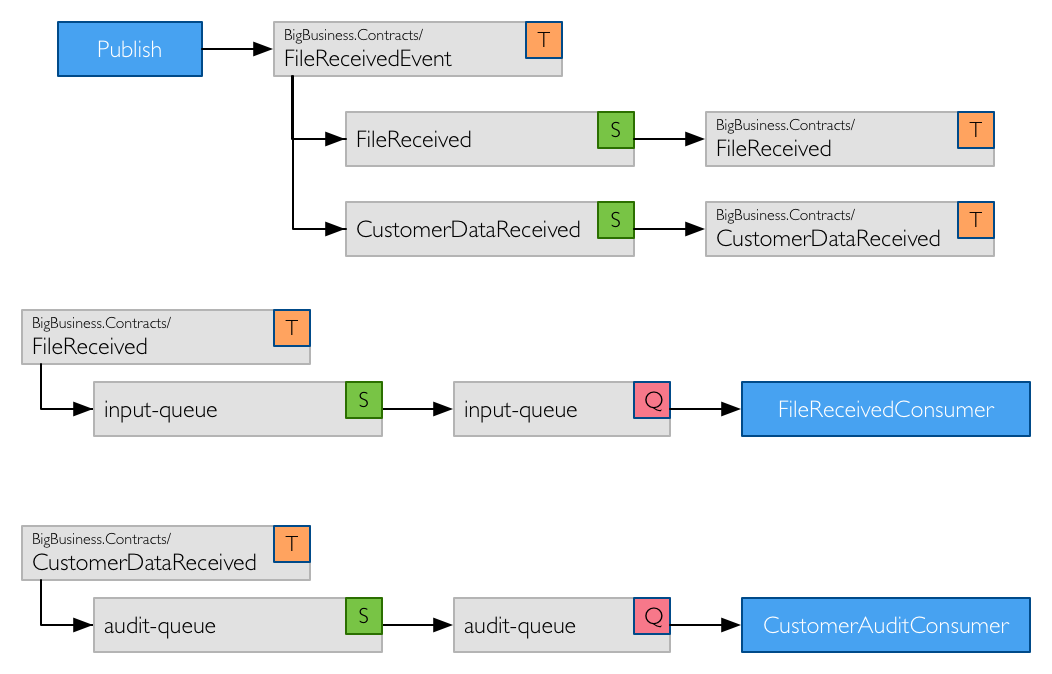 Publish
BigBusiness.Contracts/
FileReceivedEvent
T
FileReceived
S
BigBusiness.Contracts/
FileReceived
T
CustomerDataReceived
S
BigBusiness.Contracts/
CustomerDataReceived
T
BigBusiness.Contracts/
FileReceived
T
input-queue
S
input-queue
Q
FileReceivedConsumer
BigBusiness.Contracts/
CustomerDataReceived
T
audit-queue
S
audit-queue
Q
CustomerAuditConsumer